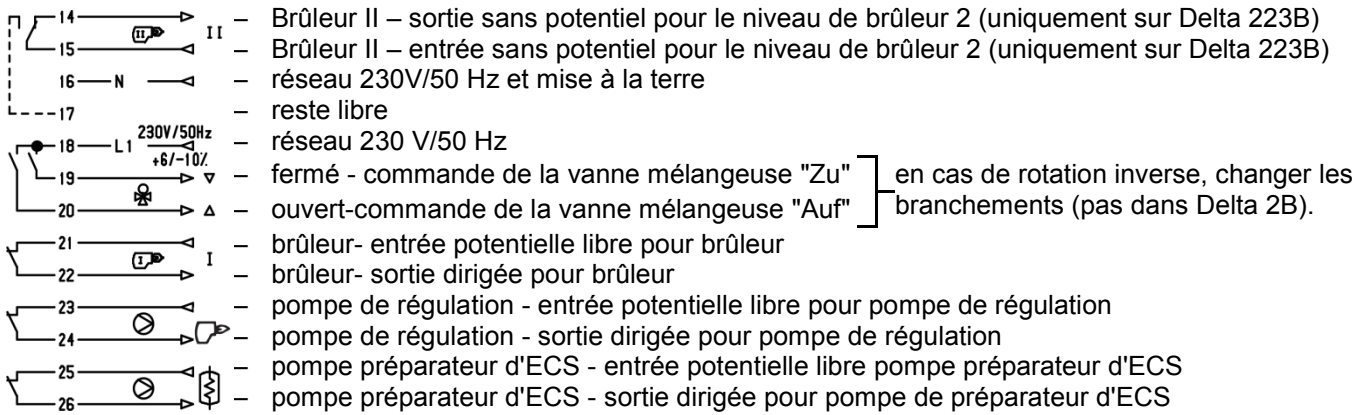 14 II II – Brûleur II – sortie sans potentiel pour le niveau de brûleur 2 (uniquement sur Delta 223B)
15 – Brûleur II – entrée sans potentiel pour le niveau de brûleur 2 (uniquement sur Delta 223B)
16 N – réseau 230V/50 Hz et mise à la terre
17 – reste libre
230V/50Hz
18 L1 – réseau 230 V/50 Hz
+6/-10%
19 – fermé - commande de la vanne mélangeuse "Zu" en cas de rotation inverse, changer les
20 – ouvert-commande de la vanne mélangeuse "Auf" branchements (pas dans Delta 2B).
21 – brûleur- entrée potentielle libre pour brûleur
I I
22 – brûleur- sortie dirigée pour brûleur
23 – pompe de régulation - entrée potentielle libre pour pompe de régulation
24 – pompe de régulation - sortie dirigée pour pompe de régulation
25 – pompe préparateur d'ECS - entrée potentielle libre pompe préparateur d'ECS
26 – pompe préparateur d'ECS - sortie dirigée pour pompe de préparateur d'ECS